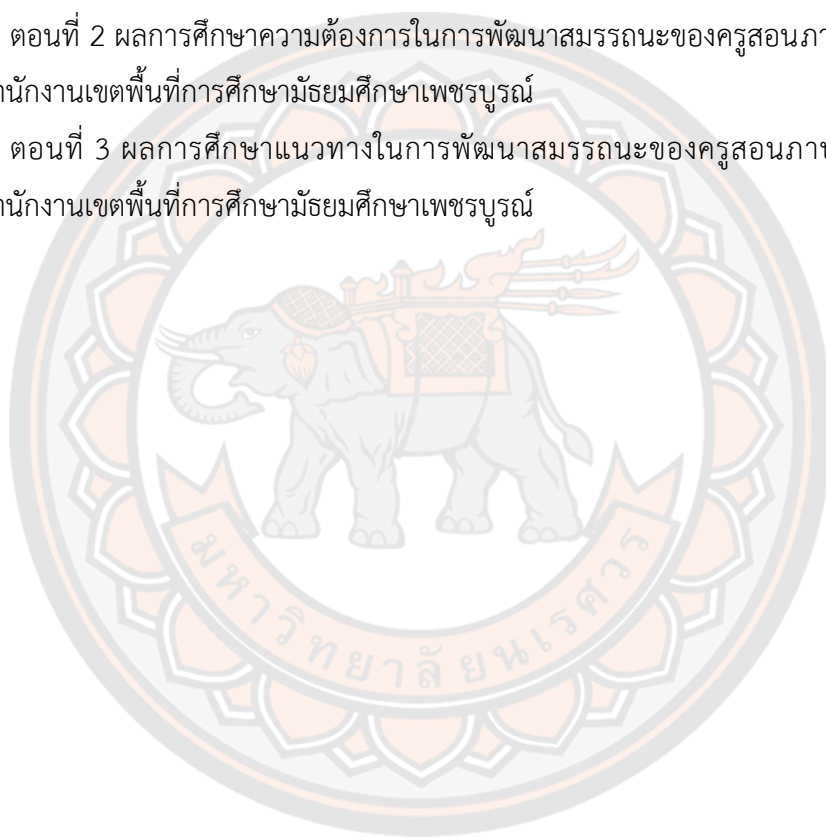 ตอนที่ 2 ผลการศึกษาความต้องการในการพัฒนาสมรรถนะของครูสอนภา
นักงานเขตพื้นที่การศึกษามัธยมศึกษาเพชรบูรณ์
ตอนที่ 3 ผลการศึกษาแนวทางในการพัฒนาสมรรถนะของครูสอนภา
นักงานเขตพื้นที่การศึกษามัธยมศึกษาเพชรบูรณ์
มหาวิทยาลัยนเรศวร